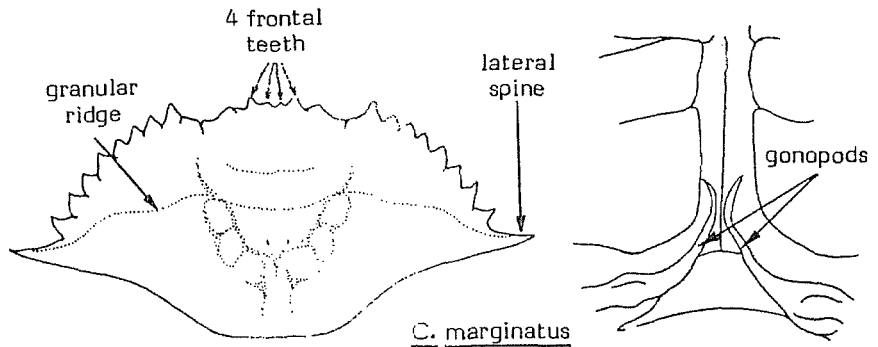 4 frontal
teeth
granular
ridge
lateral
spine
gonopods
C. marginatus